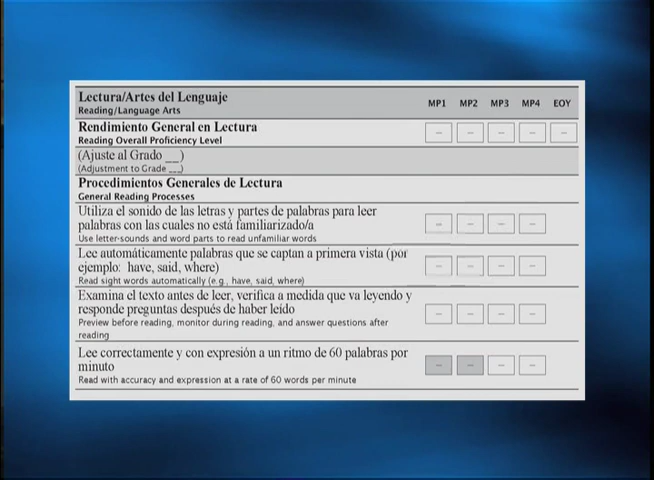 Lectura/Artes del Lenguaje
Reading/Language Arts
MP1 MP2 MP3 MP4 EOY
Rendimiento General en Lectura
Reading Overall Proficiency Level
– – – – –
(Ajuste al Grado __)
(Adjustment to Grade __)
Procedimientos Generales de Lectura
General Reading Processes
Utiliza el sonido de las letras y partes de palabras para leer
palabras con las cuales no está familiarizado/a
Use letter-sounds and word parts to read unfamiliar words
– – – –
Lee automáticamente palabras que se captan a primera vista (por
ejemplo: have, said, where)
Read sight words automatically (e.g., have, said, where)
– – – –
Examina el texto antes de leer, verifica a medida que va leyendo y
responde preguntas después de haber leído
Preview before reading, monitor during reading, and answer questions after
reading
– – – –
Lee correctamente y con expresión a un ritmo de 60 palabras por
minuto
Read with accuracy and expression at a rate of 60 words per minute
– – – –